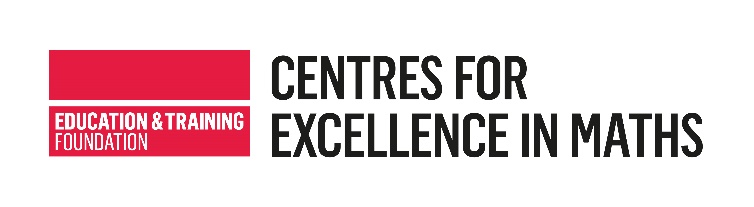 EDUCATION & TRAINING
FOUNDATION
CENTRES FOR
EXCELLENCE IN MATHS